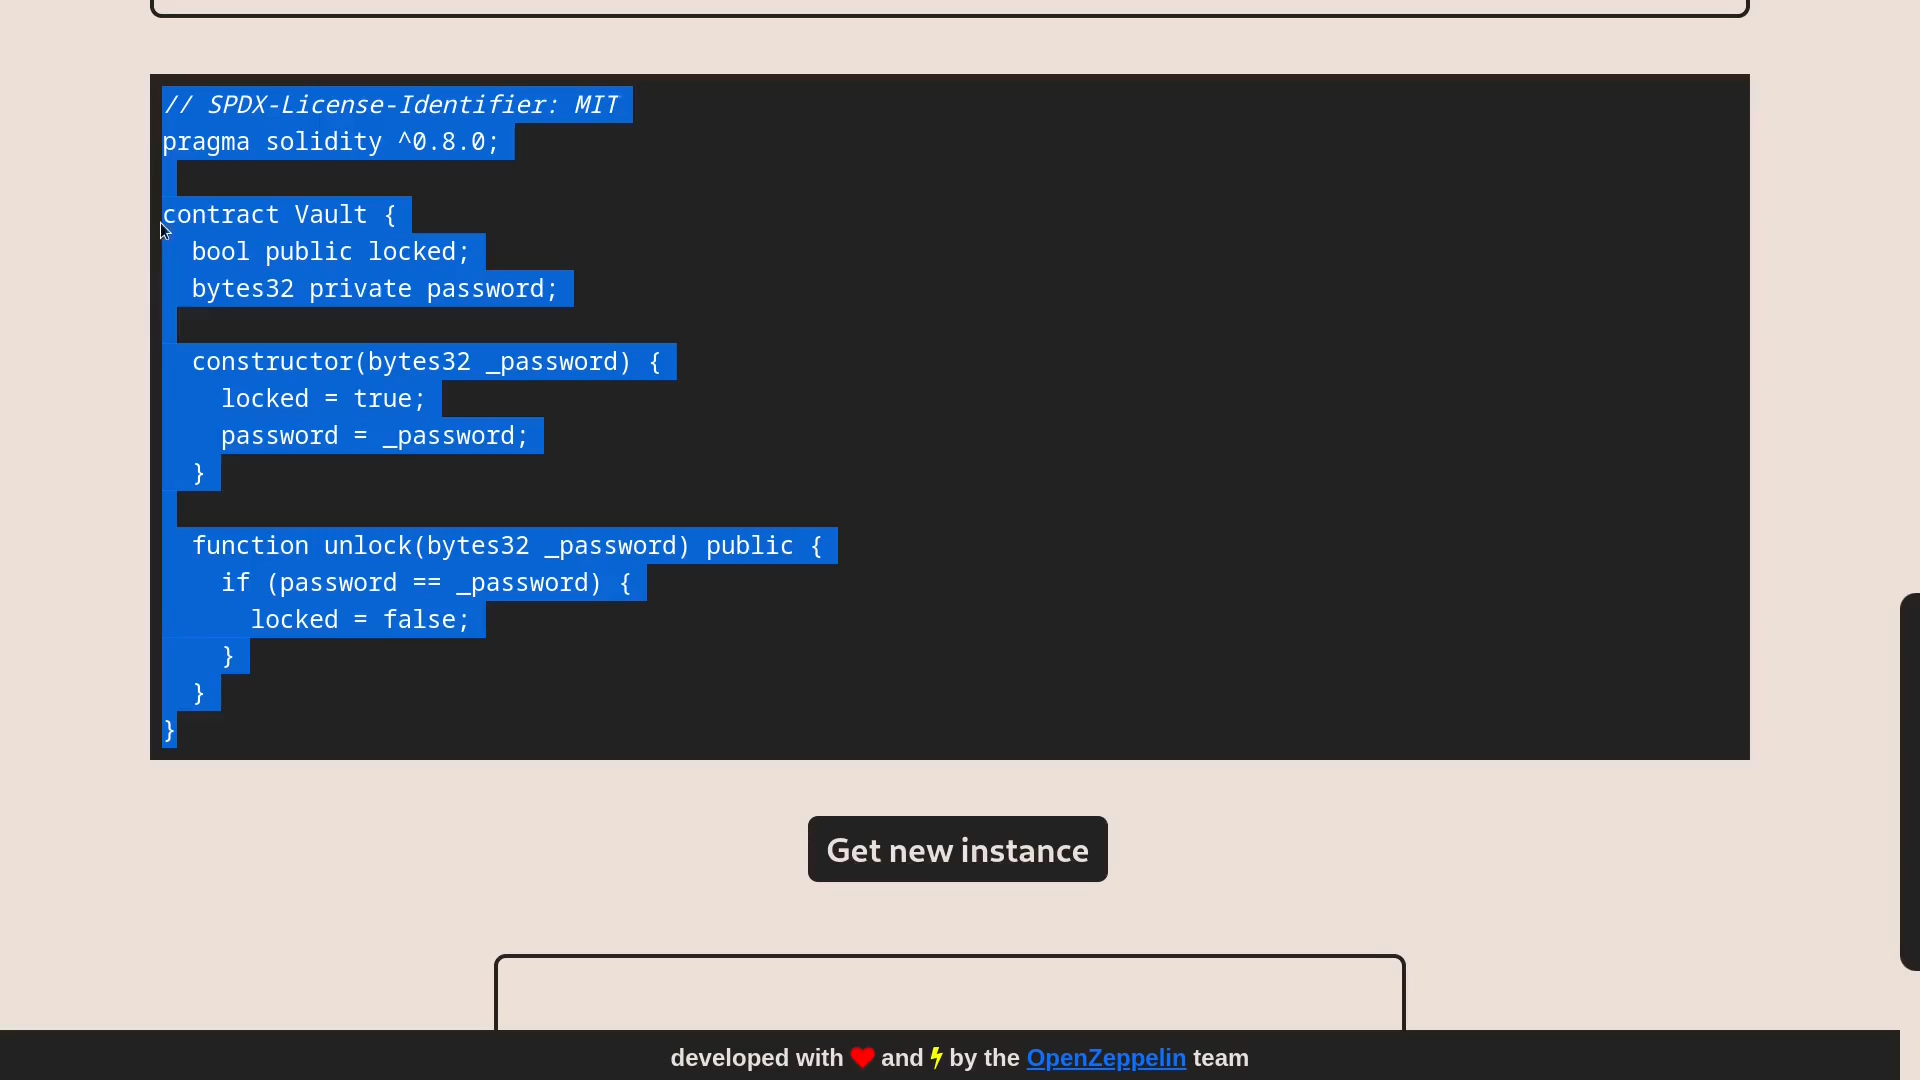 // SPDX-License-Identifier: MIT
pragma solidity ^0.8.0;
contract Vault {
  bool public locked;
  bytes32 private password;
  constructor(bytes32 _password) {
    locked = true;
    password = _password;
  }
  function unlock(bytes32 _password) public {
    if (password == _password) {
      locked = false;
    }
  }
}
Get new instance
developed with ❤ and ⚡ by the OpenZeppelin team